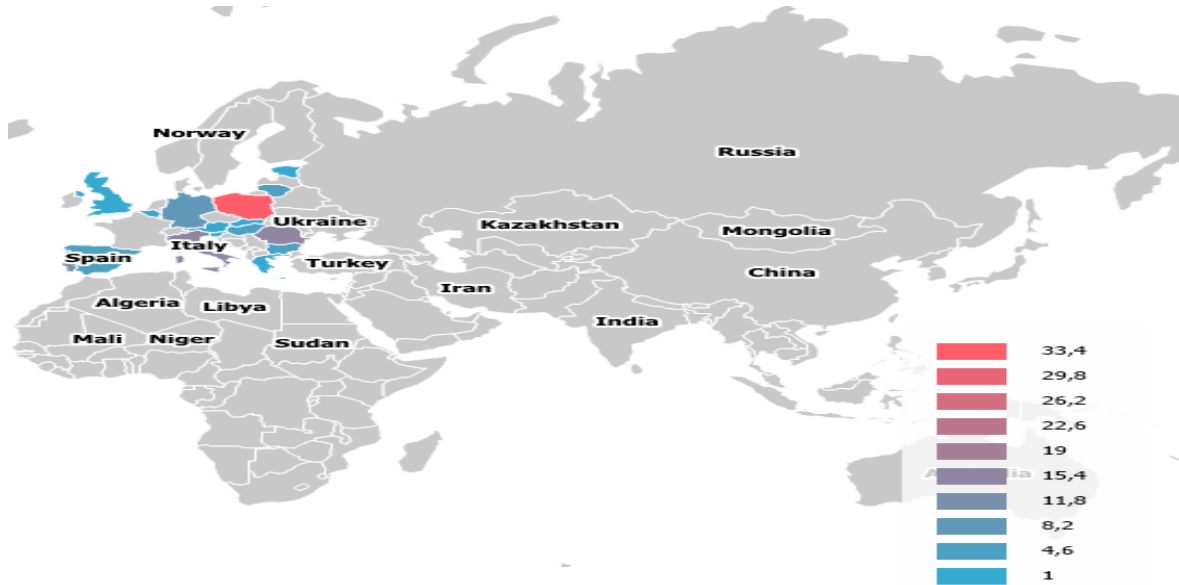 Norway
Russia
Ukraine
Kazakhstan
Mongolia
Italy
Spain
Turkey
China
Iran
Algeria
Libya
India
Mali
Niger
Sudan
33,4
29,8
26,2
22,6
19
15,4
11,8
8,2
4,6
1